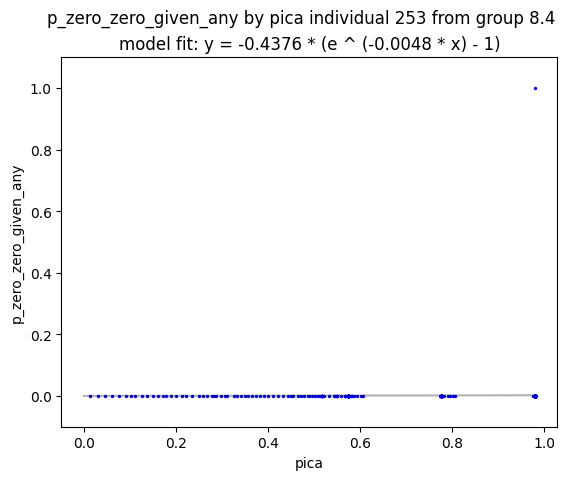 p_zero_zero_given_any by pica individual 253 from group 8.4
model fit: y = -0.4376 * (e ^ (-0.0048 * x) - 1)
p_zero_zero_given_any
1.0
0.8
0.6
0.4
0.2
0.0
0.0 0.2 0.4 0.6 0.8 1.0
pica